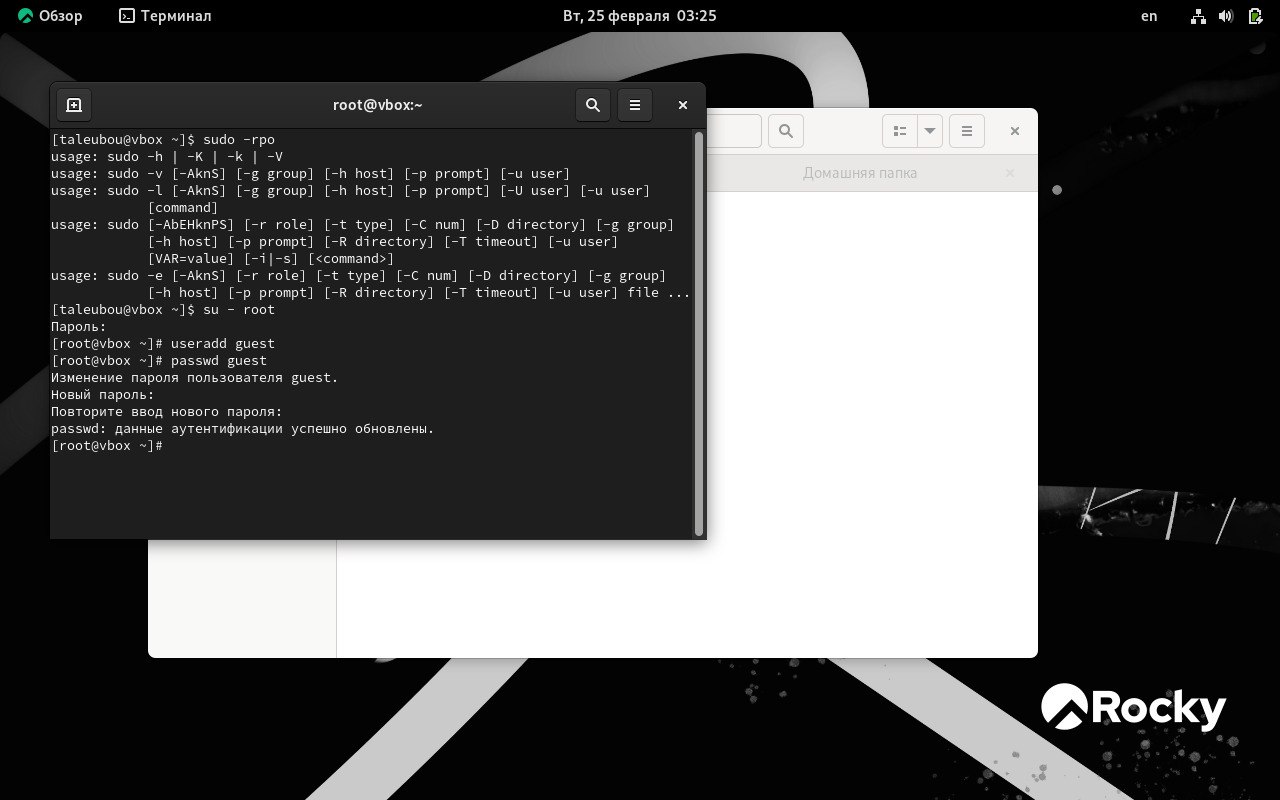 Обзор
Терминал
Вт, 25 февраля 03:25
en
root@vbox:~
Домашняя папка
[taleubou@vbox ~]$ sudo -rpo
usage: sudo -h | -K | -k | -V
usage: sudo -v [-AknS] [-g group] [-h host] [-p prompt] [-u user]
usage: sudo -l [-AknS] [-g group] [-h host] [-p prompt] [-U user] [-u user]
[command]
usage: sudo [-AbEHknPS] [-r role] [-t type] [-C num] [-D directory] [-g group]
[-h host] [-p prompt] [-R directory] [-T timeout] [-u user]
[VAR=value] [-i|-s] [<command>]
usage: sudo -e [-AknS] [-r role] [-t type] [-C num] [-D directory] [-g group]
[-h host] [-p prompt] [-R directory] [-T timeout] [-u user] file ...
[taleubou@vbox ~]$ su - root
Пароль:
[root@vbox ~]# useradd guest
[root@vbox ~]# passwd guest
Изменение пароля пользователя guest.
Новый пароль:
Повторите ввод нового пароля:
passwd: данные аутентификации успешно обновлены.
[root@vbox ~]#
Rocky